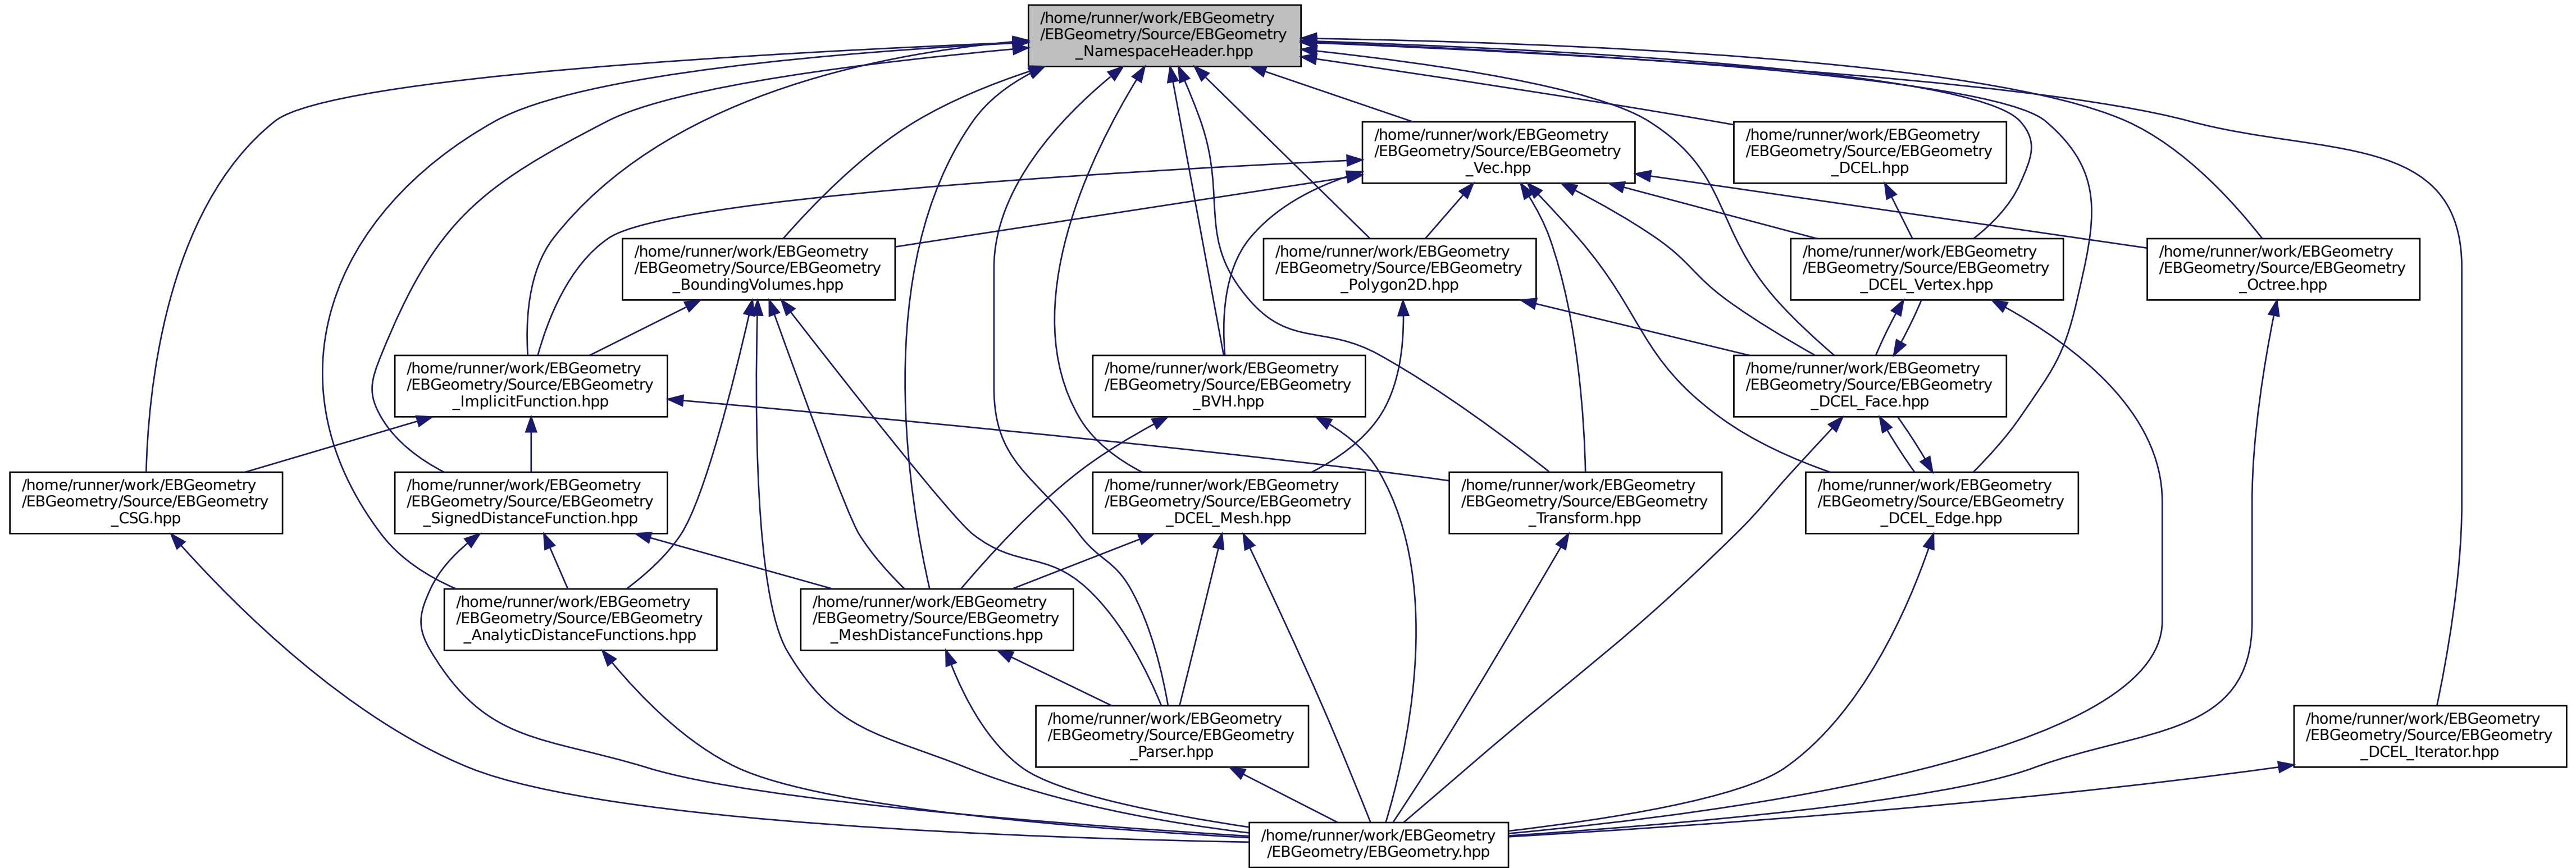 /home/runner/work/EBGeometry
/EBGeometry/Source/EBGeometry
_NamespaceHeader.hpp
/home/runner/work/EBGeometry
/EBGeometry/Source/EBGeometry
_Vec.hpp
/home/runner/work/EBGeometry
/EBGeometry/Source/EBGeometry
_DCEL.hpp
/home/runner/work/EBGeometry
/EBGeometry/Source/EBGeometry
_BoundingVolumes.hpp
/home/runner/work/EBGeometry
/EBGeometry/Source/EBGeometry
_Polygon2D.hpp
/home/runner/work/EBGeometry
/EBGeometry/Source/EBGeometry
_DCEL_Vertex.hpp
/home/runner/work/EBGeometry
/EBGeometry/Source/EBGeometry
_Octree.hpp
/home/runner/work/EBGeometry
/EBGeometry/Source/EBGeometry
_ImplicitFunction.hpp
/home/runner/work/EBGeometry
/EBGeometry/Source/EBGeometry
_BVH.hpp
/home/runner/work/EBGeometry
/EBGeometry/Source/EBGeometry
_DCEL_Face.hpp
/home/runner/work/EBGeometry
/EBGeometry/Source/EBGeometry
_CSG.hpp
/home/runner/work/EBGeometry
/EBGeometry/Source/EBGeometry
_SignedDistanceFunction.hpp
/home/runner/work/EBGeometry
/EBGeometry/Source/EBGeometry
_DCEL_Mesh.hpp
/home/runner/work/EBGeometry
/EBGeometry/Source/EBGeometry
_Transform.hpp
/home/runner/work/EBGeometry
/EBGeometry/Source/EBGeometry
_DCEL_Edge.hpp
/home/runner/work/EBGeometry
/EBGeometry/Source/EBGeometry
_AnalyticDistanceFunctions.hpp
/home/runner/work/EBGeometry
/EBGeometry/Source/EBGeometry
_MeshDistanceFunctions.hpp
/home/runner/work/EBGeometry
/EBGeometry/Source/EBGeometry
_Parser.hpp
/home/runner/work/EBGeometry
/EBGeometry/Source/EBGeometry
_DCEL_Iterator.hpp
/home/runner/work/EBGeometry
/EBGeometry/EBGeometry.hpp